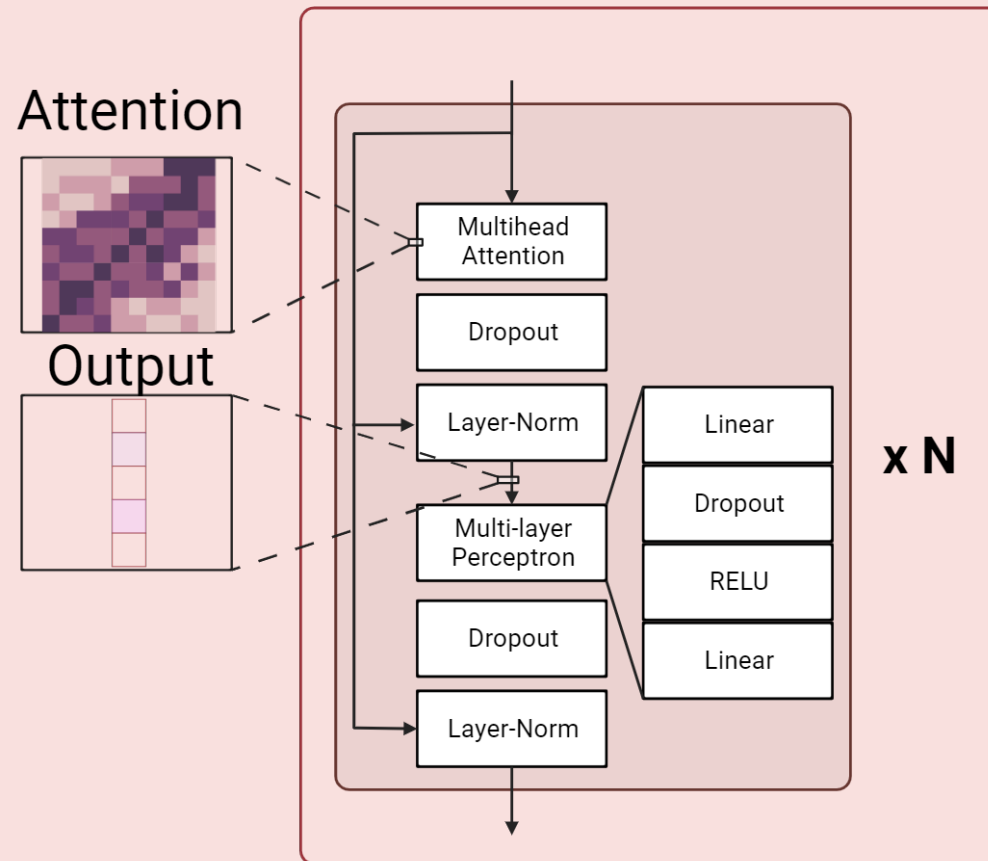 Attention
Output
Multihead
Attention
Dropout
Layer-Norm
Multi-layer
Perceptron
Dropout
Layer-Norm
Linear
Dropout
RELU
Linear
x N